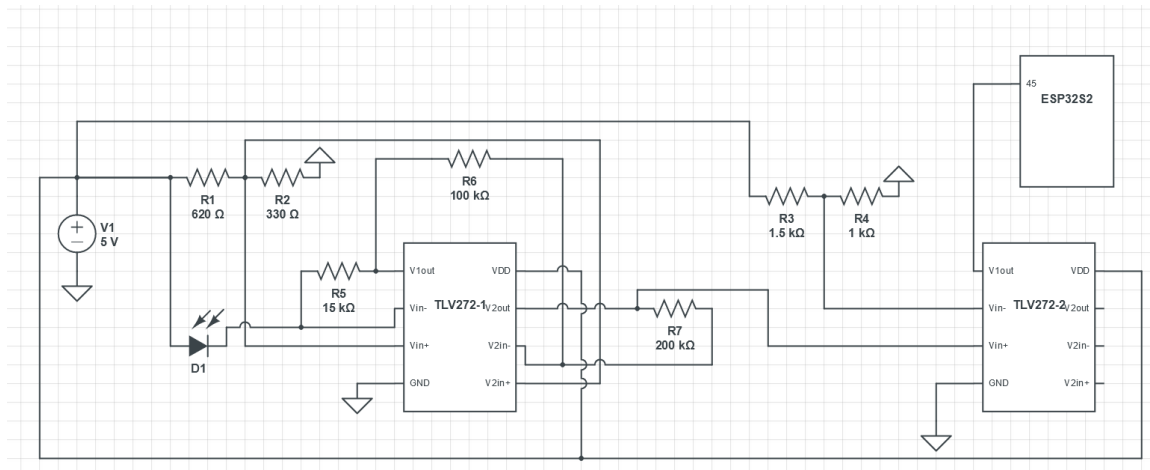 45
ESP32S2
R6
100 kΩ
R1
620 Ω
R2
330 Ω
R3
1.5 kΩ
R4
1 kΩ
+
−
V1
5 V
V1out
VDD
R5
15 kΩ
Vin-
TLV272-1
V2out
R7
200 kΩ
Vin+
V2in-
GND
V2in+
D1
V1out
VDD
Vin-
TLV272-2
V2out
Vin+
V2in-
GND
V2in+